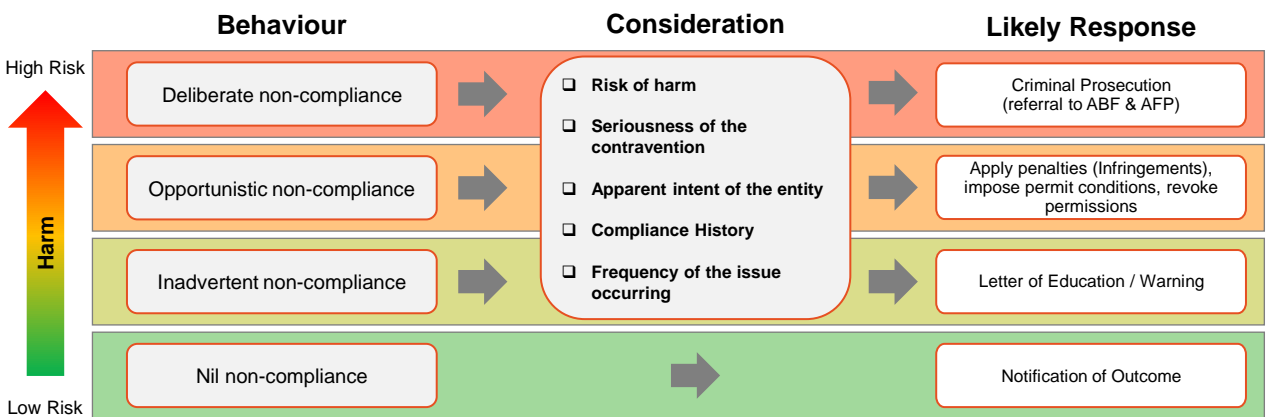 Behaviour
Consideration
Likely Response
High Risk
Harm
Low Risk
Deliberate non-compliance
❑ Risk of harm
❑ Seriousness of the
contravention
❑ Apparent intent of the entity
❑ Compliance History
❑ Frequency of the issue
occurring
Criminal Prosecution
(referral to ABF & AFP)
Opportunistic non-compliance
Apply penalties (Infringements),
impose permit conditions, revoke
permissions
Inadvertent non-compliance
Letter of Education / Warning
Nil non-compliance
Notification of Outcome